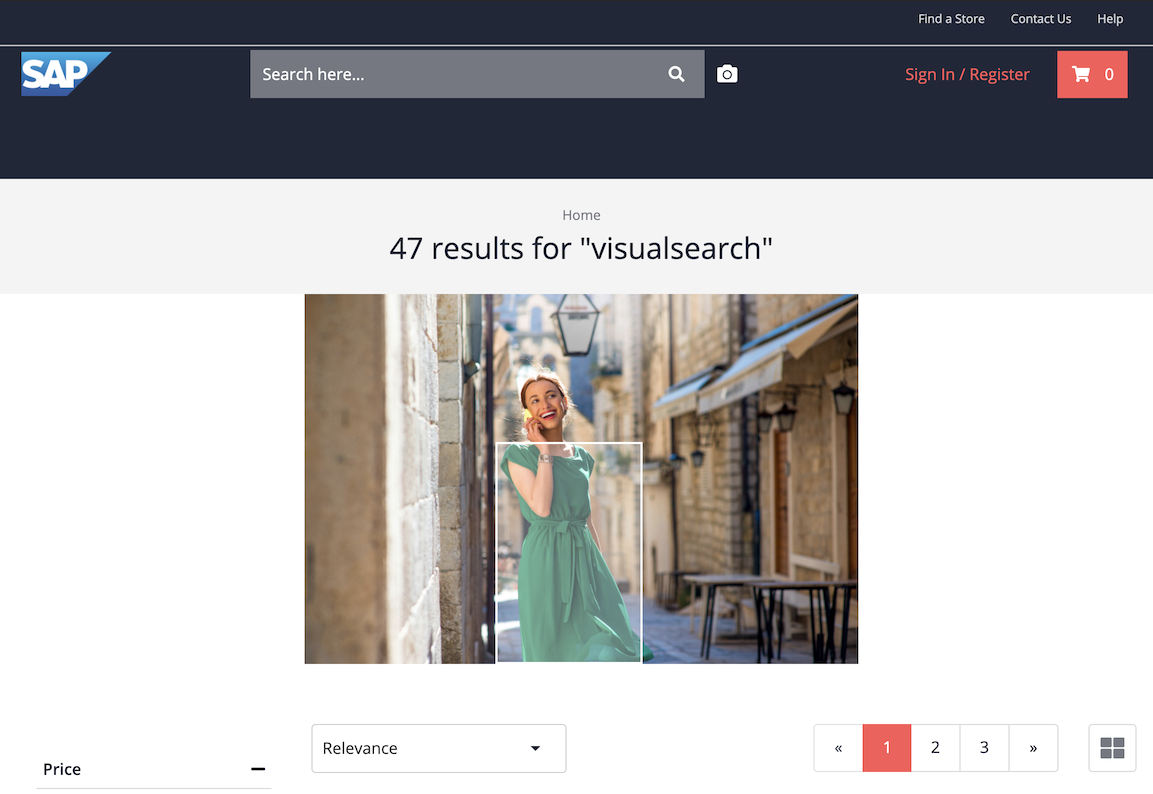 Find a Store Contact Us Help
SAP
Search here...
Sign In / Register
0
Home
47 results for "visualsearch"
Relevance
« 1 2 3 »
Price